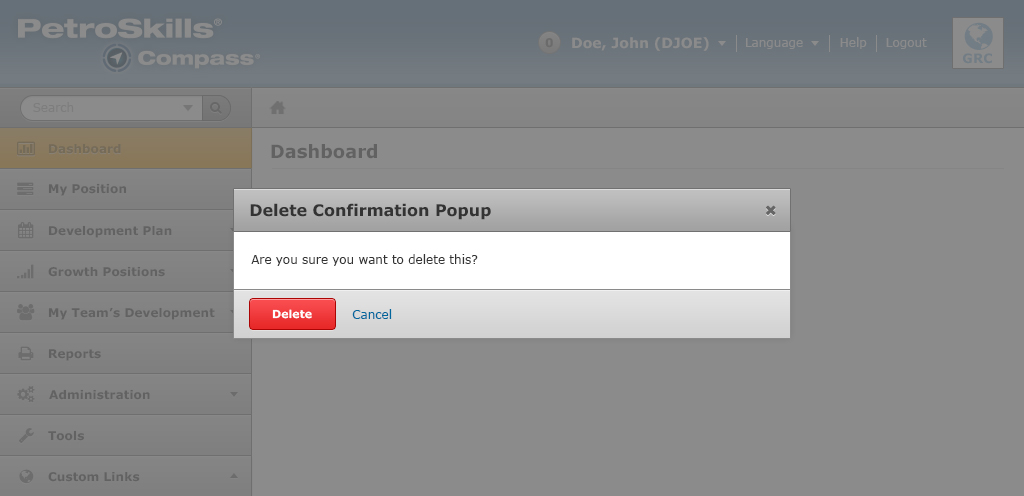 PetroSkills®
Compass
0 Doe, John (DJOE) Language Help Logout
GRC
Search
Dashboard
My Position
Development Plan
Growth Positions
My Team's Development
Reports
Administration
Tools
Custom Links
Dashboard
Delete Confirmation Popup
Are you sure you want to delete this?
Delete Cancel